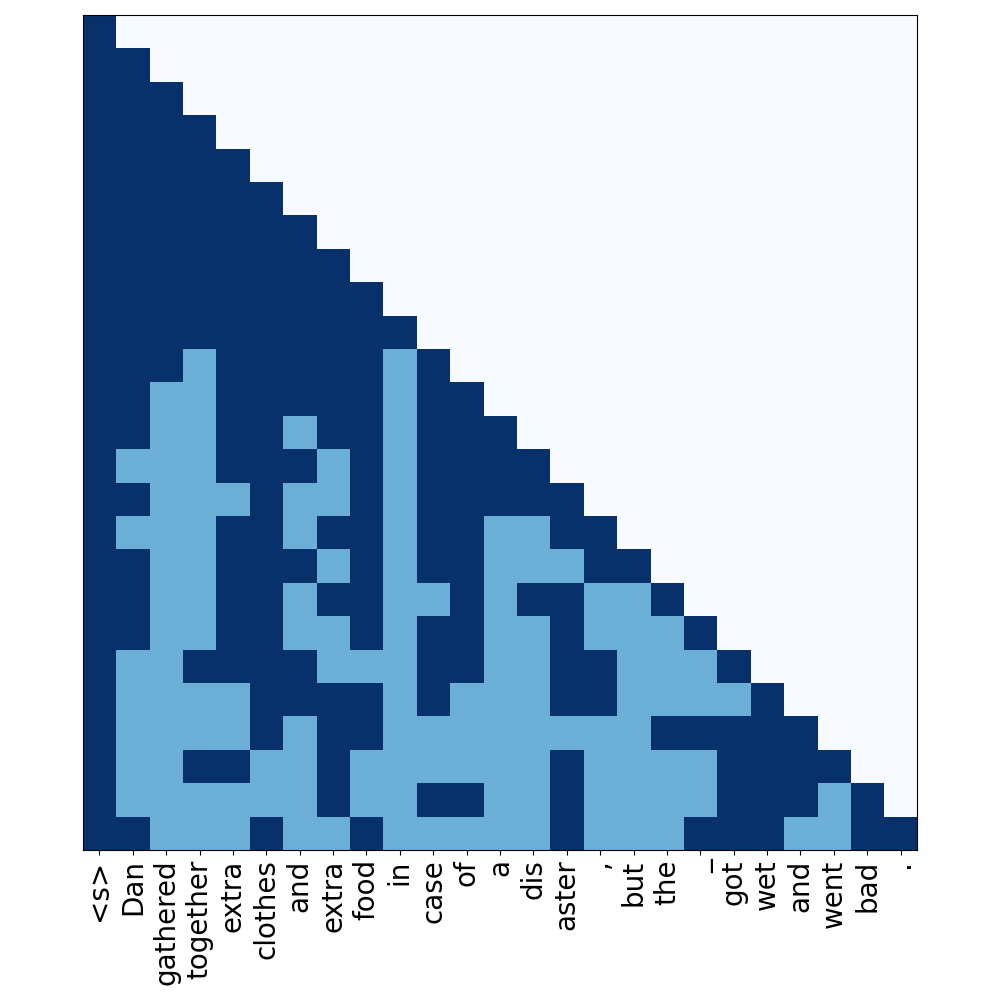 <s> Dan gathered together extra clothes and extra food in case of a dis aster , but the _ got wet and went bad .